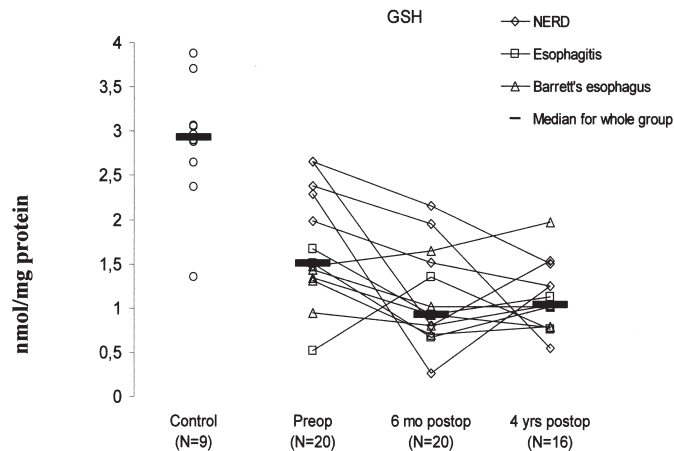 GSH
NERD
Esophagitis
Barrett's esophagus
Median for whole group
nmol/mg protein
4
3,5
3
2,5
2
1,5
1
0,5
0
Control
(N=9)
Preop
(N=20)
6 mo postop
(N=20)
4 yrs postop
(N=16)